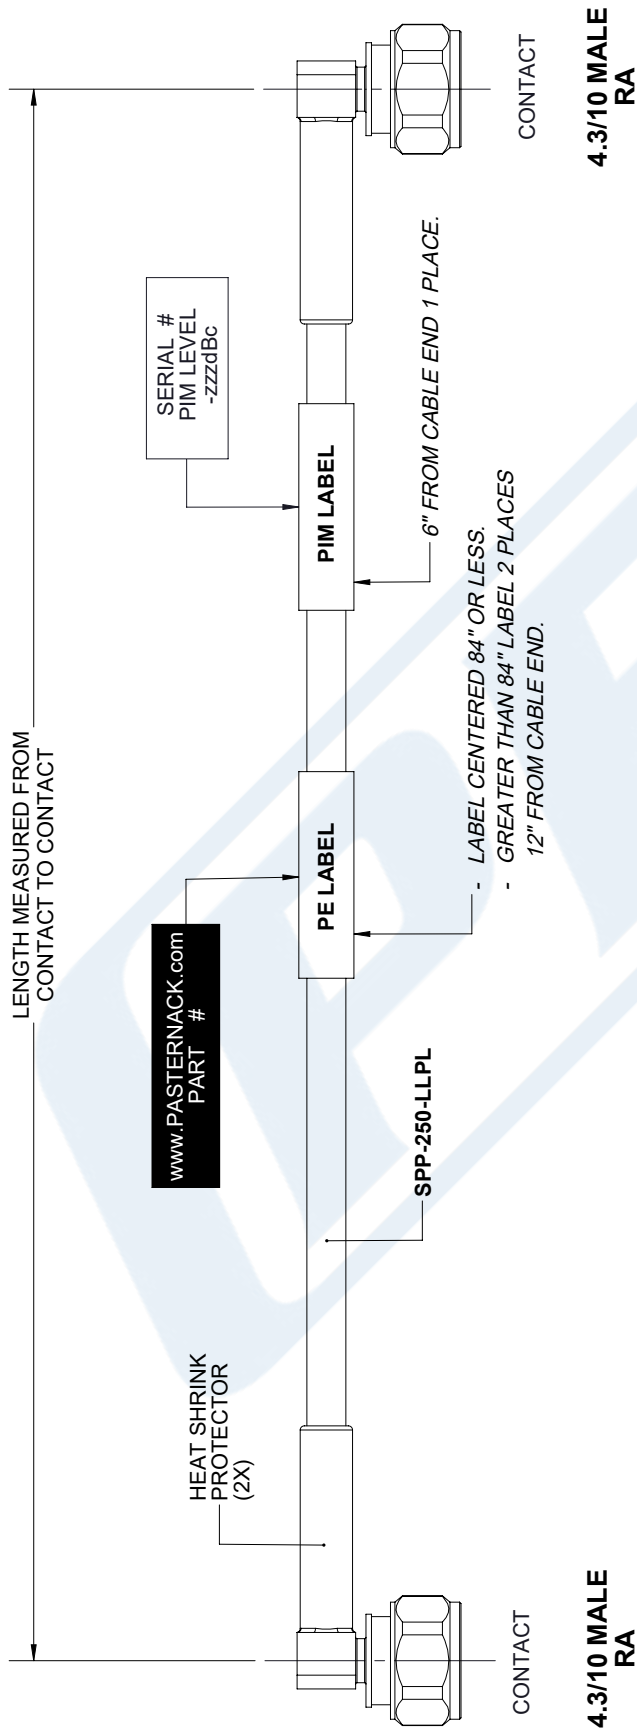 LENGTH MEASURED FROM
CONTACT TO CONTACT
HEAT SHRINK
PROTECTOR
(2X)
www.PASTERNACK.com
PART #
SERIAL #
PIM LEVEL
-zzzdBc
PE LABEL
PIM LABEL
SPP-250-LLPL
- LABEL CENTERED 84" OR LESS.
- GREATER THAN 84" LABEL 2 PLACES
12" FROM CABLE END.
6" FROM CABLE END 1 PLACE.
CONTACT
4.3/10 MALE
RA
CONTACT
4.3/10 MALE
RA